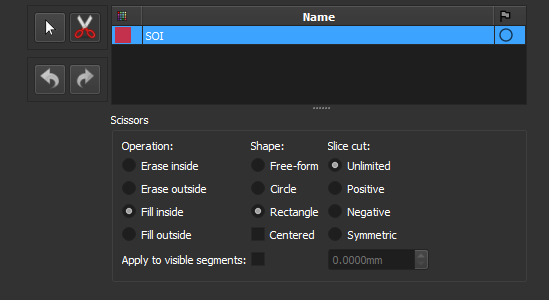 Name
SOI
Scissors
Operation: Shape: Slice cut:
Erase inside Free-form Unlimited
Erase outside Circle Positive
Fill inside Rectangle Negative
Fill outside Centered Symmetric
Apply to visible segments: 0.0000mm